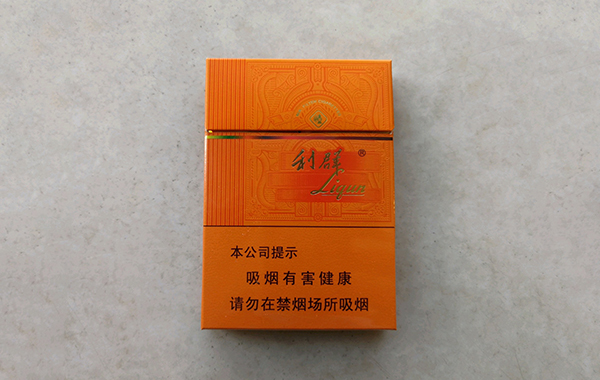 利群®
Liqun
本公司提示
吸烟有害健康
请勿在禁烟场所吸烟